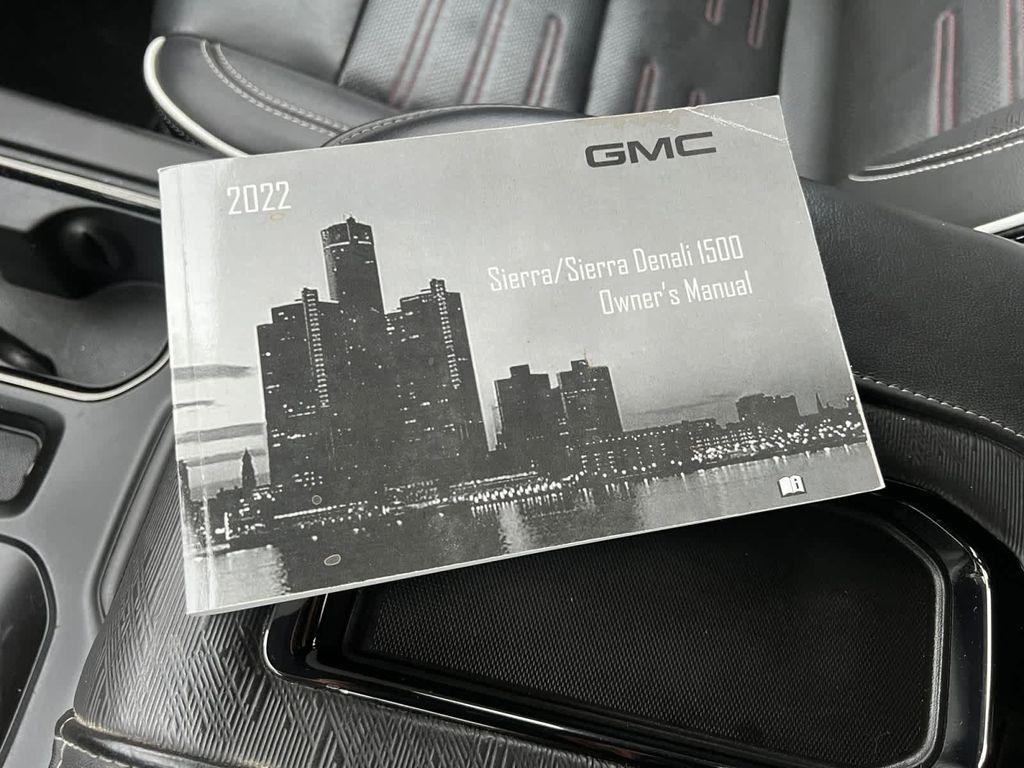 GMC
2022
Sierra/Sierra Denali 1500
Owner's Manual